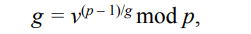 g = v^{(p – 1)/g} mod p,